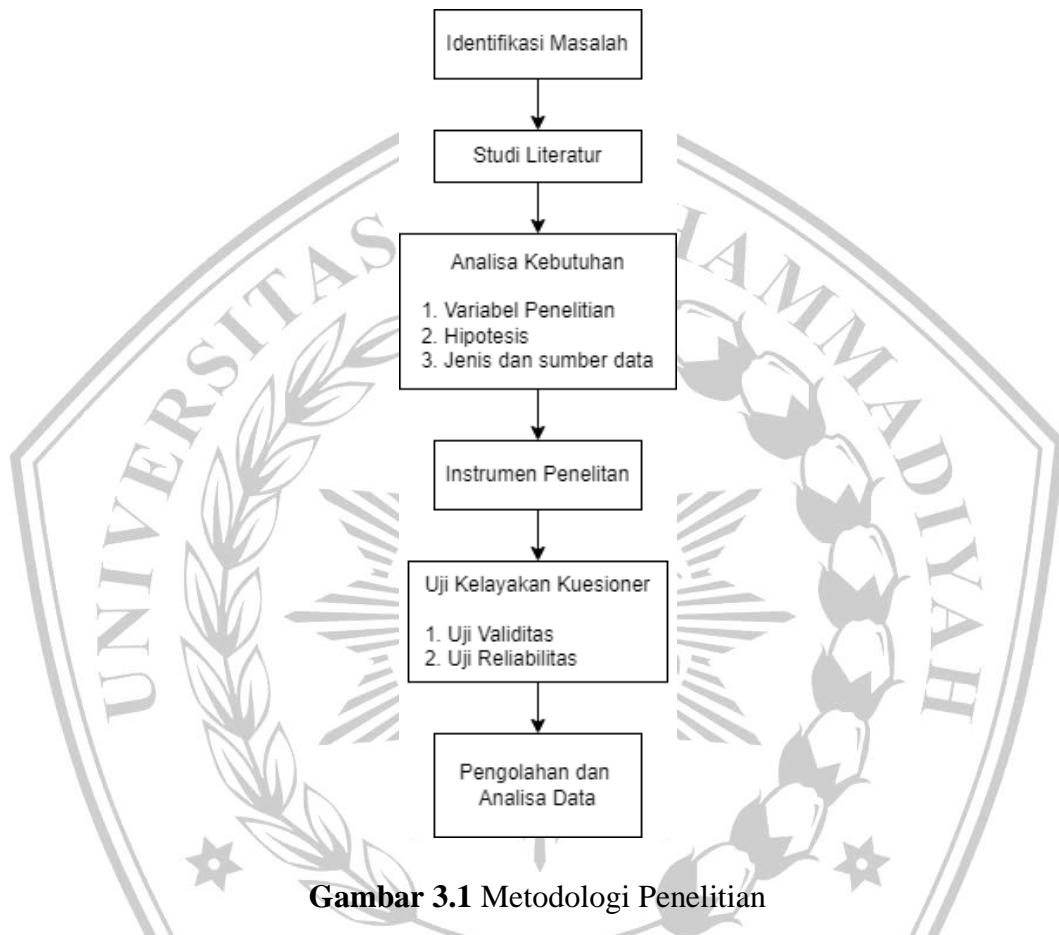 Identifikasi Masalah
Studi Literatur
Analisa Kebutuhan
1. Variabel Penelitian
2. Hipotesis
3. Jenis dan sumber data
Instrumen Penelitan
Uji Kelayakan Kuesioner
1. Uji Validitas
2. Uji Reliabilitas
Pengolahan dan
Analisa Data
Gambar 3.1 Metodologi Penelitian
UNIVERSITAS